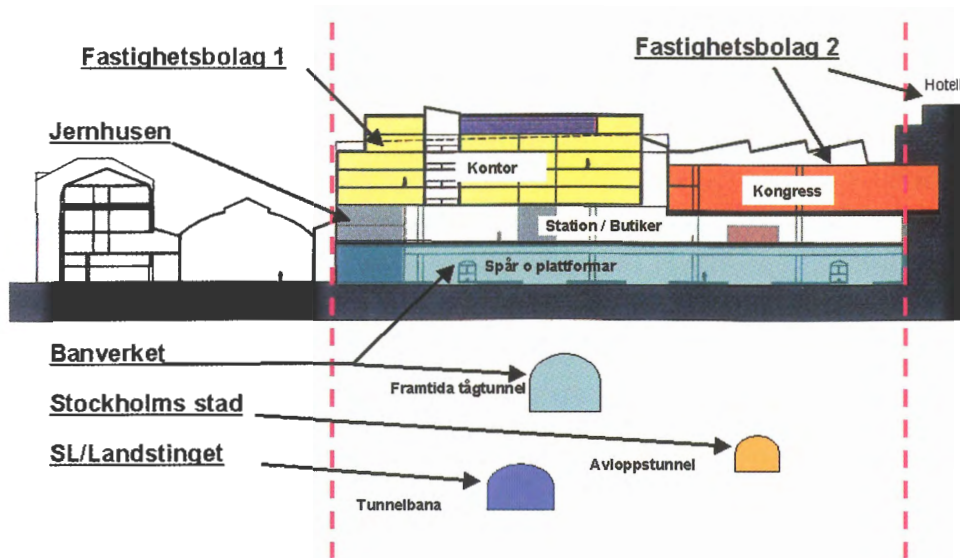 Fastighetsbolag 1
Fastighetsbolag 2
Hotell
Jernhusen
Kontor
Kongress
Station / Butiker
Spår o plattformar
Banverket
Framtida tågtunnel
Stockholms stad
SL/Landstinget
Avloppstunnel
Tunnelbana